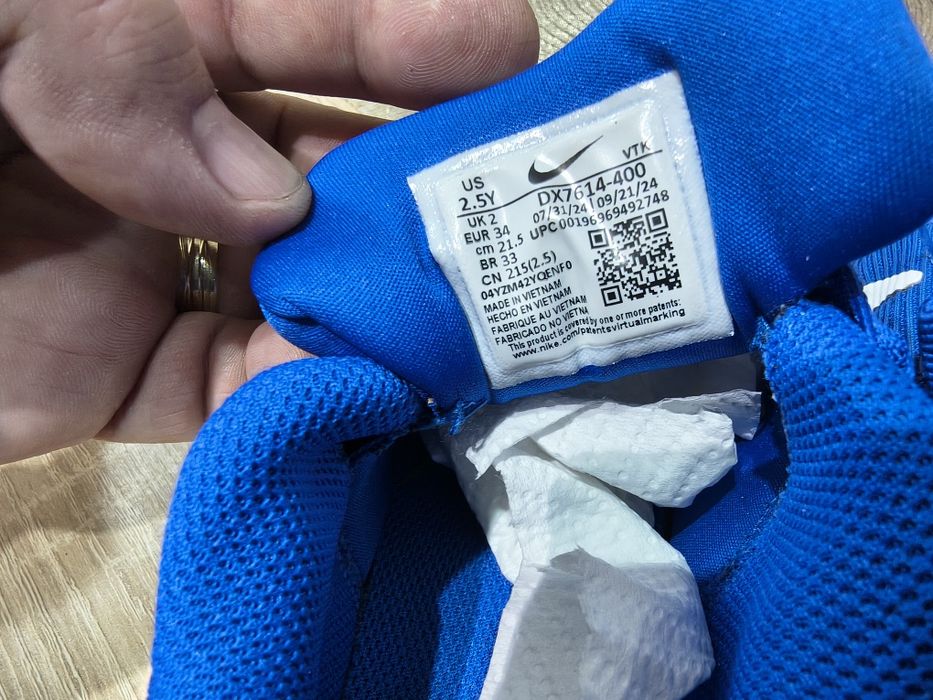 VTK
US
2.5Y DX7614-400
UK 2 07/31/24 09/21/24
EUR 34 UPC 00196969492748
cm 21.5
BR 33
CN 215(2.5)
04YZM42YQENF0
MADE IN VIETNAM
HECHO EN VIETNAM
FABRIQUE AU VIETNAM
FABRICADO NO VIETNA
This product is covered by one or more patents:
www.nike.com/patentsvirtualmarking